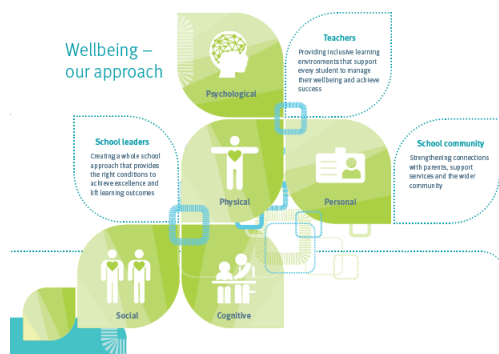 Wellbeing –
our approach
Psychological
Teachers
Providing inclusive learning
environments that support
every student to manage
their wellbeing and achieve
success
School leaders
Creating a whole school
approach that provides
the right conditions to
achieve excellence and
lift learning outcomes
Physical
Personal
School community
Strengthening connections
with parents, support
services and the wider
community
Social
Cognitive